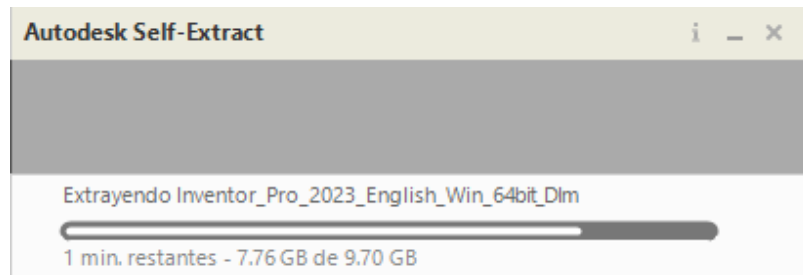 Autodesk Self-Extract
Extrayendo Inventor_Pro_2023_English_Win_64bit_Dlm
1 min. restantes - 7.76 GB de 9.70 GB